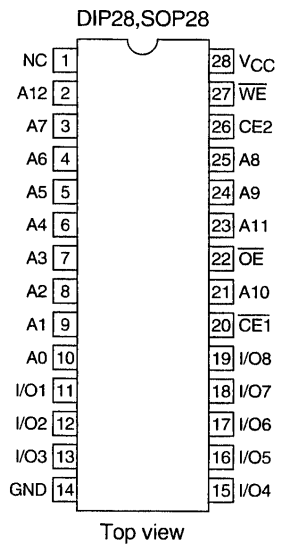 DIP28,SOP28
NC 1 28 VCC
A12 2 27 W̅E̅
A7 3 26 CE2
A6 4 25 A8
A5 5 24 A9
A4 6 23 A11
A3 7 22 O̅E̅
A2 8 21 A10
A1 9 20 C̅E̅1̅
A0 10 19 I/O8
I/O1 11 18 I/O7
I/O2 12 17 I/O6
I/O3 13 16 I/O5
GND 14 15 I/O4
Top view